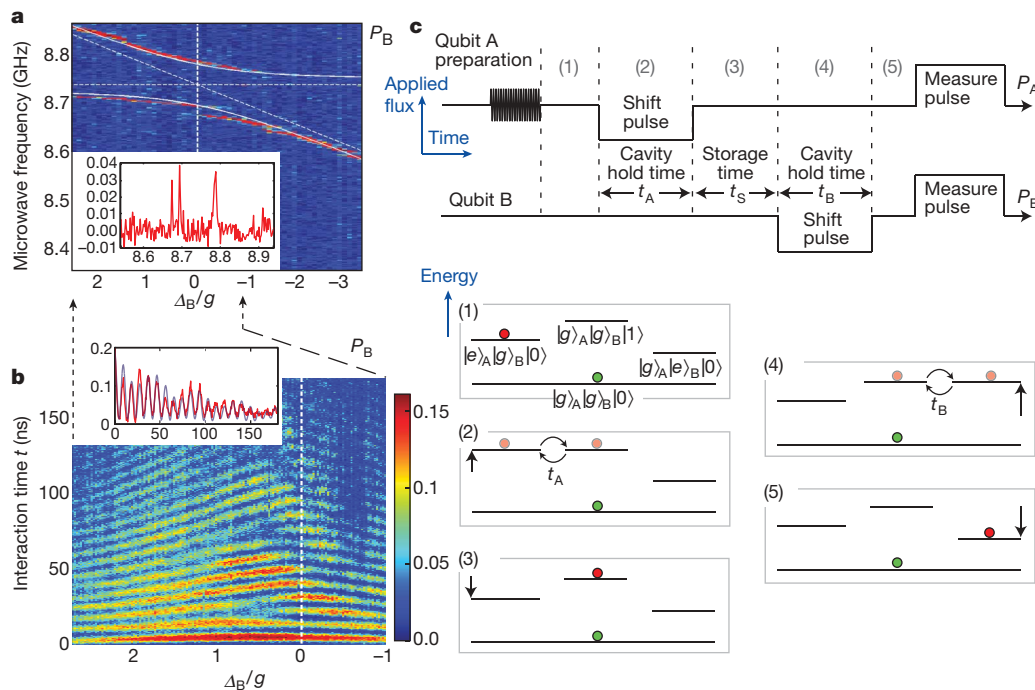 a
P_B
Microwave frequency (GHz)
8.8
8.7
8.6
8.5
8.4
0.04
0.03
0.02
0.01
0.00
−0.01
8.6 8.7 8.8 8.9
2 1 0 −1 −2 −3
Δ_B/g
b
P_B
0.2
0.1
0
0 50 100 150
Interaction time t (ns)
150
100
50
0
2 1 0 −1
Δ_B/g
0.15
0.1
0.05
0.0
c
Qubit A
preparation
(1) (2) (3) (4) (5)
Applied
flux
Time
Shift
pulse
Measure
pulse
P_A
Cavity
hold time
t_A
Storage
time
t_S
Cavity
hold time
t_B
Qubit B
Shift
pulse
Measure
pulse
P_B
Energy
(1)
|e⟩_A|g⟩_B|0⟩
|g⟩_A|g⟩_B|1⟩
|g⟩_A|e⟩_B|0⟩
|g⟩_A|g⟩_B|0⟩
(2)
t_A
(3)
(4)
t_B
(5)